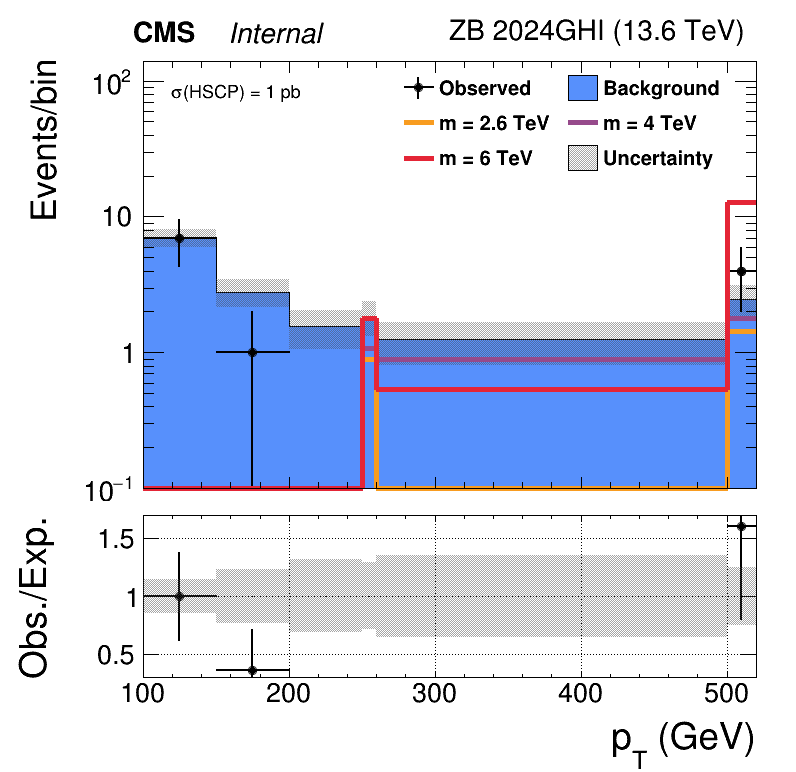 CMS Internal ZB 2024GHI (13.6 TeV)
Events/bin
σ(HSCP) = 1 pb
Observed Background
m = 2.6 TeV m = 4 TeV
m = 6 TeV Uncertainty
10²
10
1
10⁻¹
Obs./Exp.
1.5
1
0.5
100 200 300 400 500
p_T (GeV)